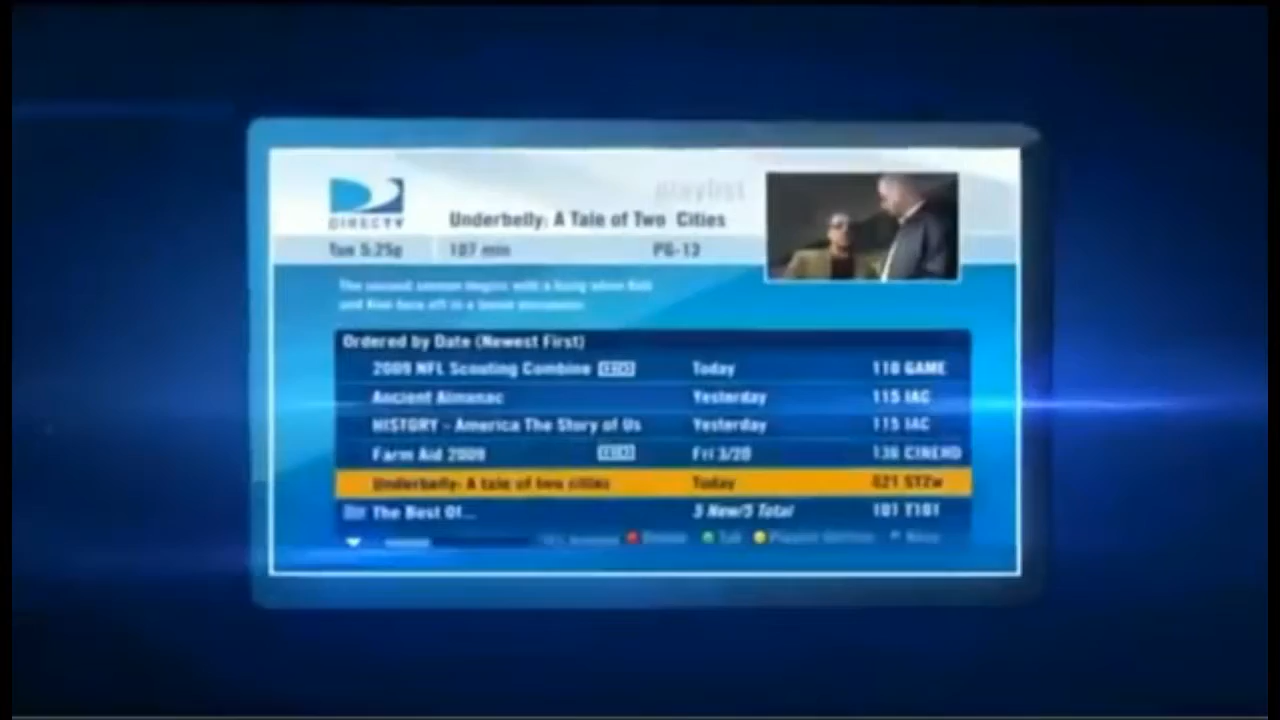 playlist
DIRECTV
Underbelly: A Tale of Two Cities
Tue 5:25p 107 min PG-13
Ordered by Date (Newest First)
2009 NFL Scouting Combine Today 118 GAME
Ancient Almanac Yesterday 115 IAC
HISTORY - America The Story of Us Yesterday 115 IAC
Farm Aid 2009 Fri 3/20 136 CINEHD
Underbelly: A tale of two cities Today 521 STZw
The Best Of... 5 New/5 Total 101 T101